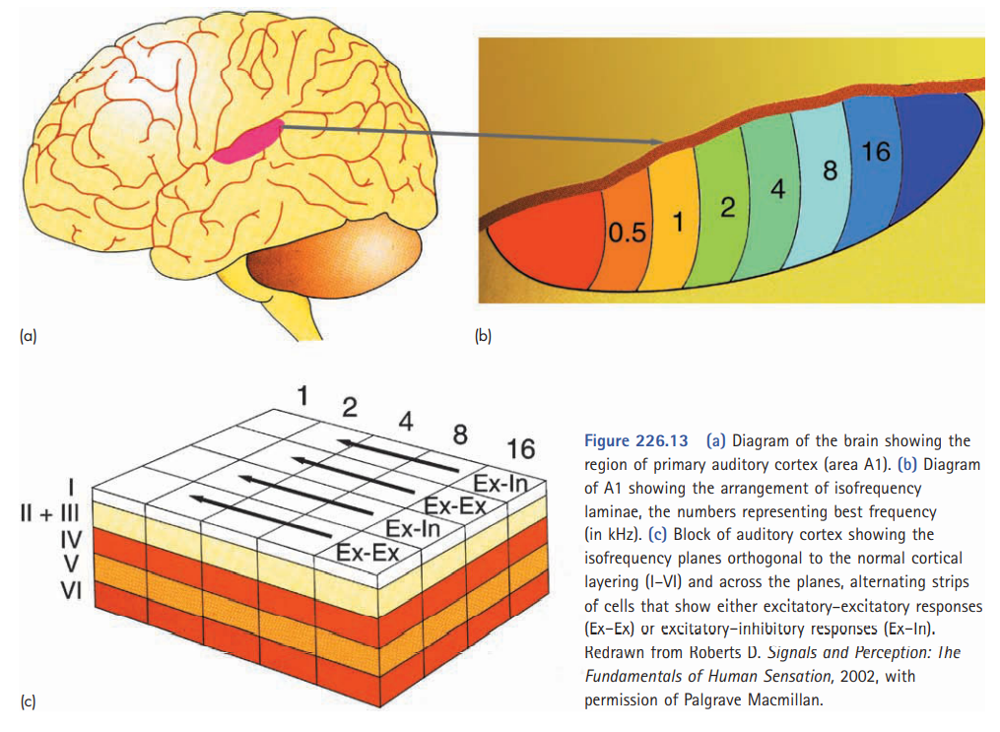 0.5
1
2
4
8
16
(a)
(b)
1
2
4
8
16
I
II + III
IV
V
VI
Ex-In
Ex-Ex
Ex-In
Ex-Ex
(c)
Figure 226.13 (a) Diagram of the brain showing the
region of primary auditory cortex (area A1). (b) Diagram
of A1 showing the arrangement of isofrequency
laminae, the numbers representing best frequency
(in kHz). (c) Block of auditory cortex showing the
isofrequency planes orthogonal to the normal cortical
layering (I–VI) and across the planes, alternating strips
of cells that show either excitatory–excitatory responses
(Ex–Ex) or excitatory–inhibitory responses (Ex–In).
Redrawn from Roberts D. Signals and Perception: The
Fundamentals of Human Sensation, 2002, with
permission of Palgrave Macmillan.